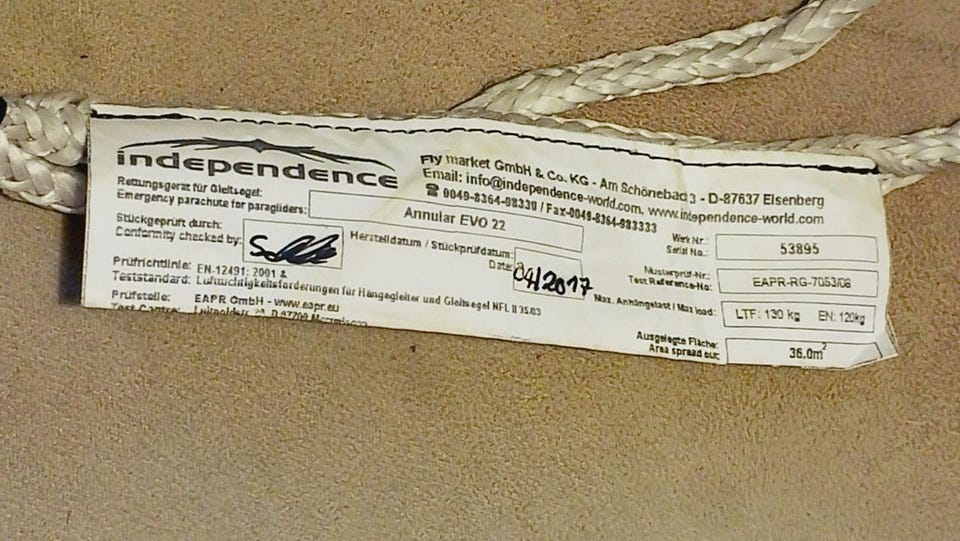 independence
Fly market GmbH & Co. KG - Am Schönebach 3 - D-87637 Eisenberg
Email: info@independence-world.com, www.independence-world.com
☎ 0049-8364-98330 / Fax-0049-8364-983333
Rettungsgerät für Gleitsegel:
Emergency parachute for paragliders:
Annular EVO 22
Stückgeprüft durch:
Conformity checked by:
Herstelldatum / Stückprüfdatum:
Date:
04/2017
Werk Nr.:
Serial No.:
53895
Musterprüf-Nr.:
Test Reference-No:
EAPR-RG-7053/08
Max. Anhängelast / Max load:
LTF: 130 kg EN: 120kg
Ausgelegte Fläche:
Area spread out:
36.0m²
Prüfrichtlinie: EN-12491: 2001 &
Teststandard: Lufttüchtigkeitsforderungen für Hängegleiter und Gleitsegel NFL II 35/03
Prüfstelle: EAPR GmbH - www.eapr.eu
Test Centre: